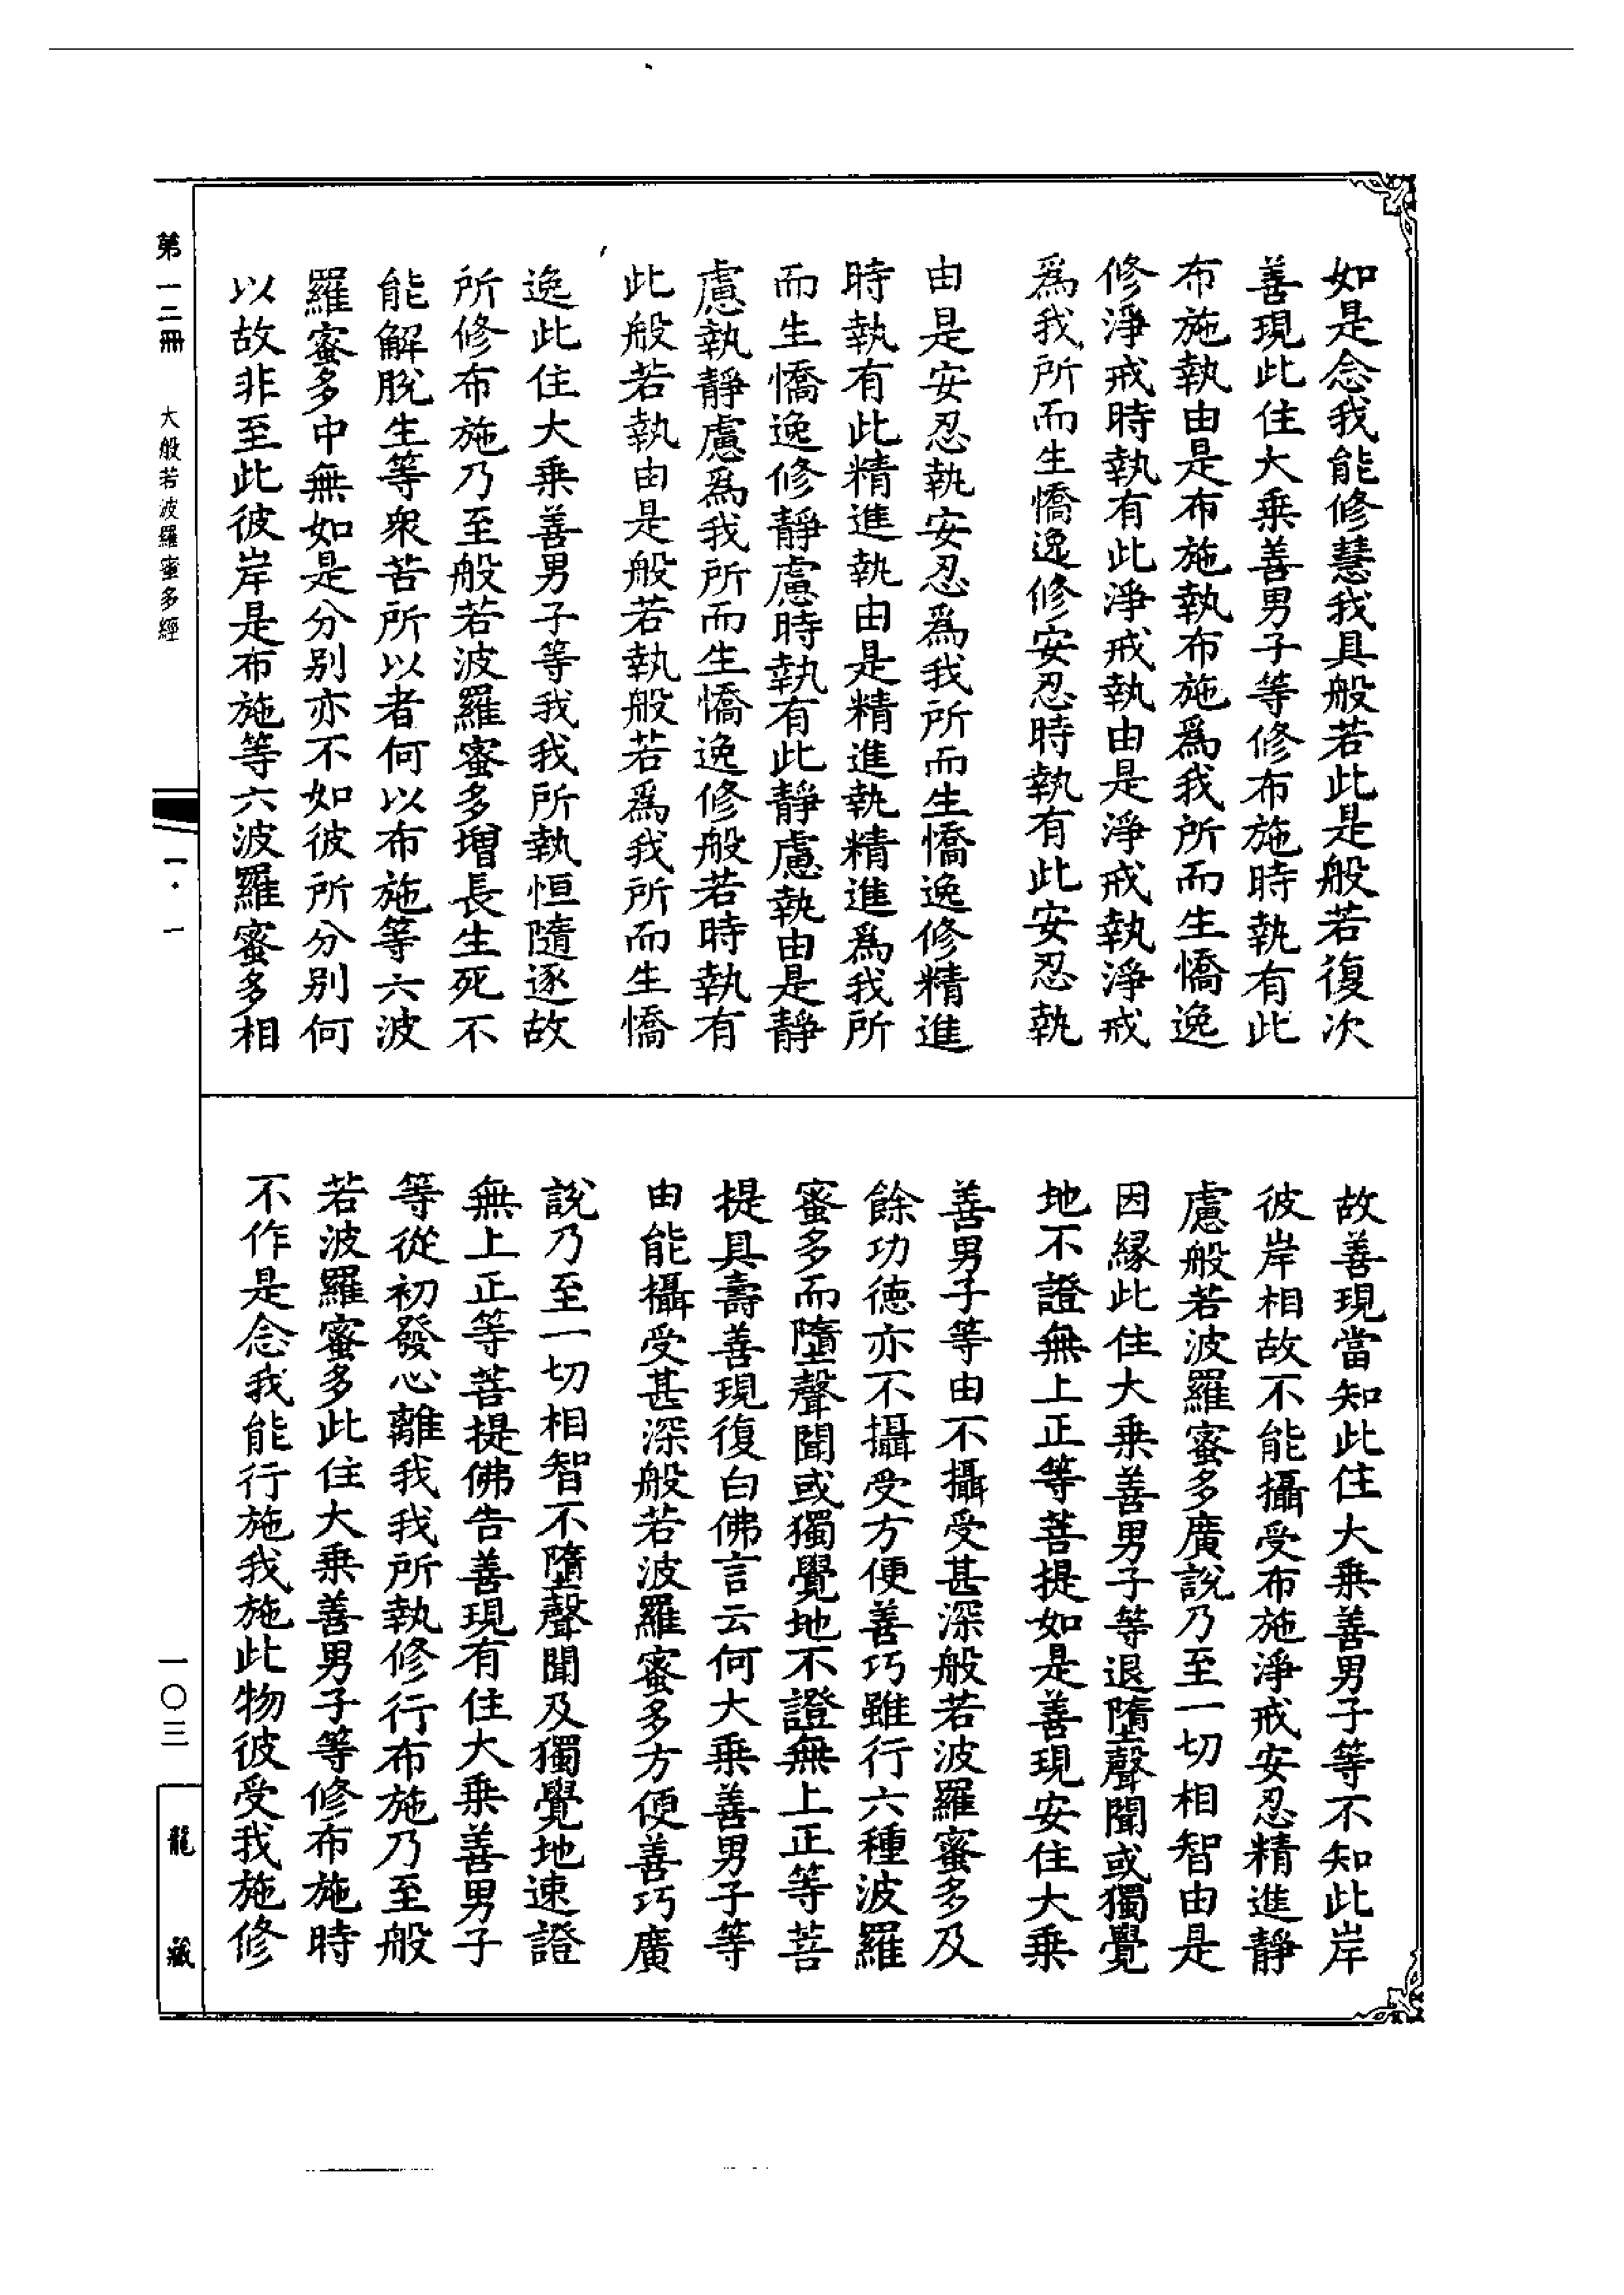 如是念我能修慧我具般若此是般若復次
善現此住大乘善男子等修布施時執有此
布施執由是布施執布施爲我所而生憍逸
修淨戒時執有此淨戒執由是淨戒執淨戒
爲我所而生憍逸修安忍時執有此安忍執
由是安忍執安忍爲我所而生憍逸修精進
時執有此精進執由是精進執精進爲我所
而生憍逸修靜慮時執有此靜慮執由是靜
慮執靜慮爲我所而生憍逸修般若時執有
此般若執由是般若執般若爲我所而生憍
逸此住大乘善男子等我我所執恒隨逐故
所修布施乃至般若波羅蜜多增長生死不
能解脫生等衆苦所以者何以布施等六波
羅蜜多中無如是分別亦不如彼所分別何
以故非至此彼岸是布施等六波羅蜜多相
故善現當知此住大乘善男子等不知此岸
彼岸相故不能攝受布施淨戒安忍精進靜
慮般若波羅蜜多廣說乃至一切相智由是
因緣此住大乘善男子等退墮聲聞或獨覺
地不證無上正等菩提如是善現安住大乘
善男子等由不攝受甚深般若波羅蜜多及
餘功德亦不攝受方便善巧雖行六種波羅
蜜多而墮聲聞或獨覺地不證無上正等菩
提具壽善現復白佛言云何大乘善男子等
由能攝受甚深般若波羅蜜多方便善巧廣
說乃至一切相智不墮聲聞及獨覺地速證
無上正等菩提佛告善現有住大乘善男子
等從初發心離我我所執修行布施乃至般
若波羅蜜多此住大乘善男子等修布施時
不作是念我能行施我施此物彼受我施修
第一二冊 大般若波羅蜜多經
一·一
一〇三
龍藏